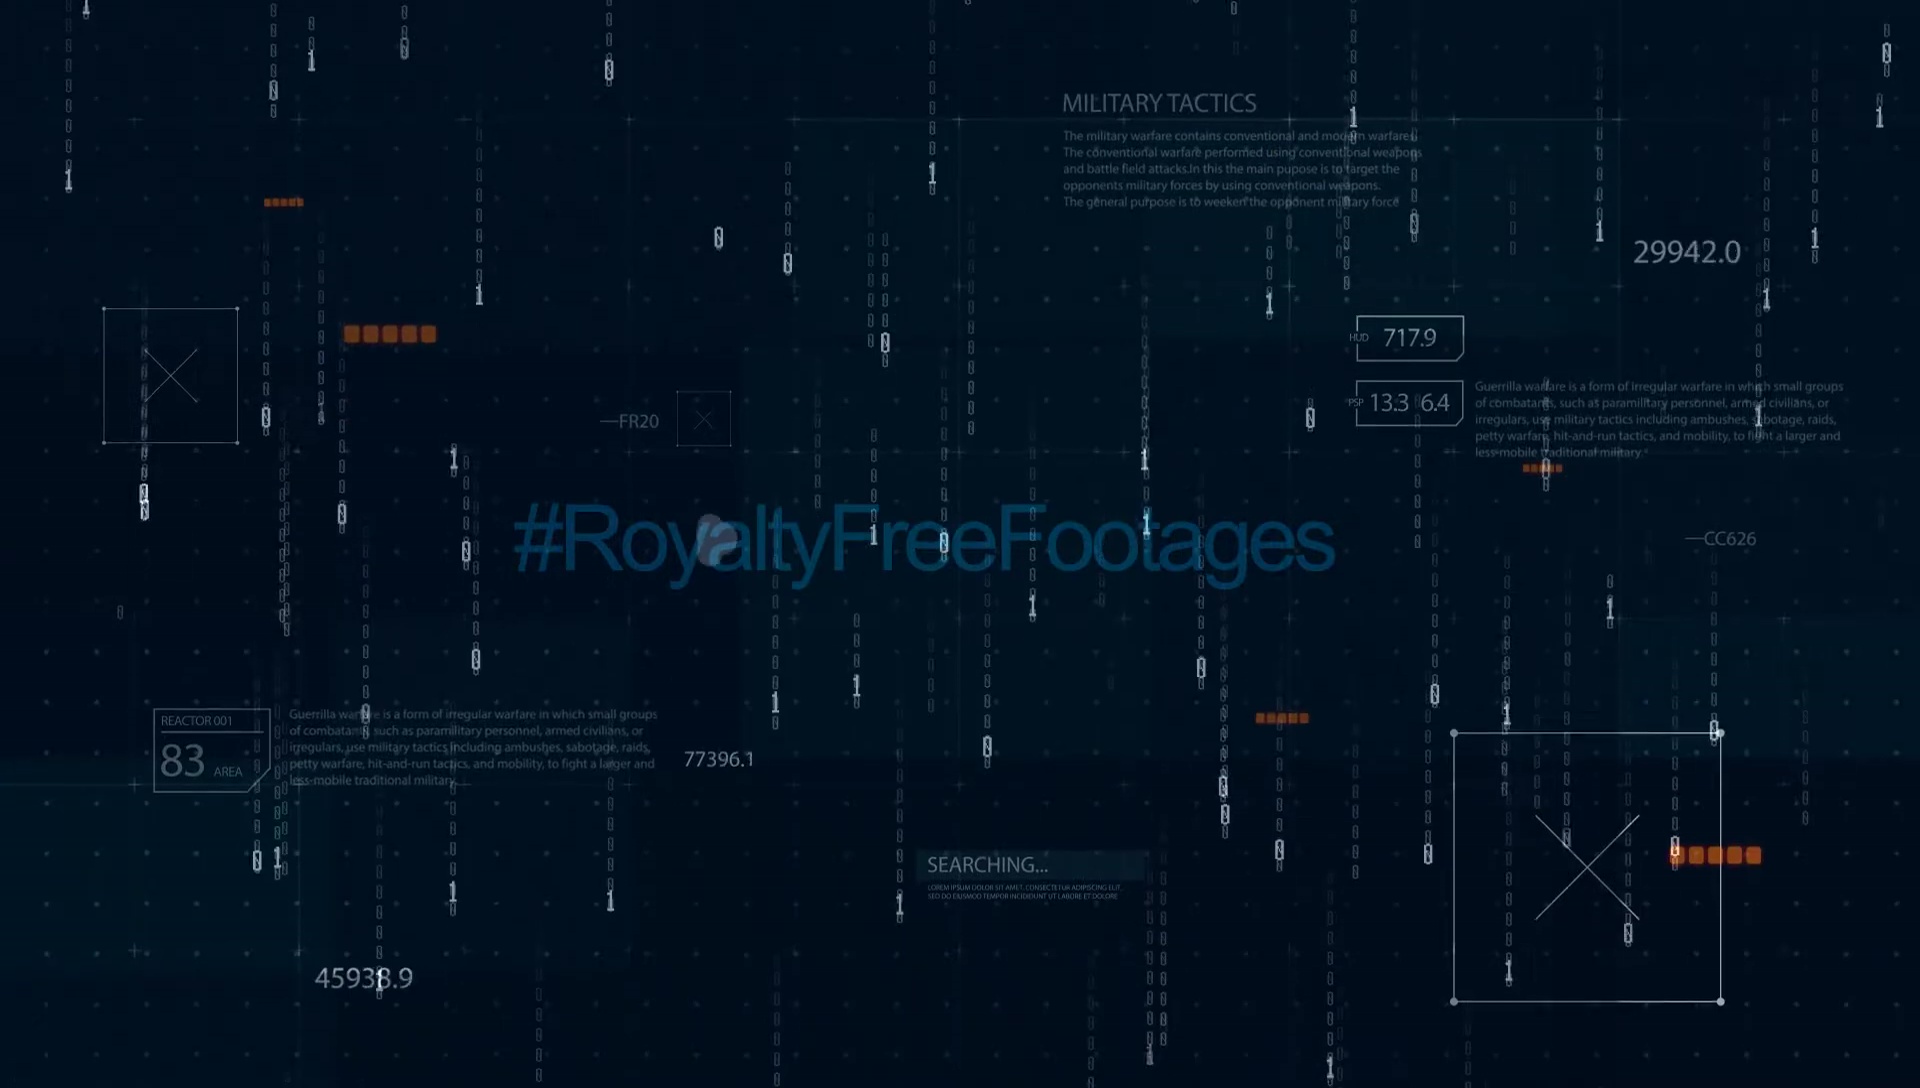 MILITARY TACTICS
The military warfare contains conventional and modern warfares
The conventional warfare performed using conventional weapons
and battle field attacks.In this the main pupose is to target the
opponents military forces by using conventional weapons.
The general purpose is to weeken the opponent military force
29942.0
HUD 717.9
PSP 13.3 6.4
Guerrilla warfare is a form of irregular warfare in which small groups
of combatants, such as paramilitary personnel, armed civilians, or
irregulars, use military tactics including ambushes, sabotage, raids,
petty warfare, hit-and-run tactics, and mobility, to fight a larger and
less-mobile traditional military.
—FR20
#RoyaltyFreeFootages
—CC626
REACTOR 001
83 AREA
Guerrilla warfare is a form of irregular warfare in which small groups
of combatants, such as paramilitary personnel, armed civilians, or
irregulars, use military tactics including ambushes, sabotage, raids,
petty warfare, hit-and-run tactics, and mobility, to fight a larger and
less-mobile traditional military.
77396.1
SEARCHING...
LOREM IPSUM DOLOR SIT AMET, CONSECTETUR ADIPISCING ELIT,
SED DO EIUSMOD TEMPOR INCIDIDUNT UT LABORE ET DOLORE
45938.9